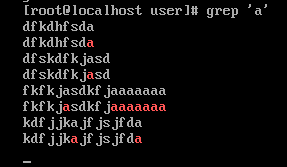 [root@localhost user]# grep 'a'
dfkdhfsda
dfkdhfsda
dfskdfkjasd
dfskdfkjasd
fkfkjasdkfjaaaaaaa
fkfkjasdkfjaaaaaaa
kdfjjkajfjsjfda
kdfjjkajfjsjfda
_